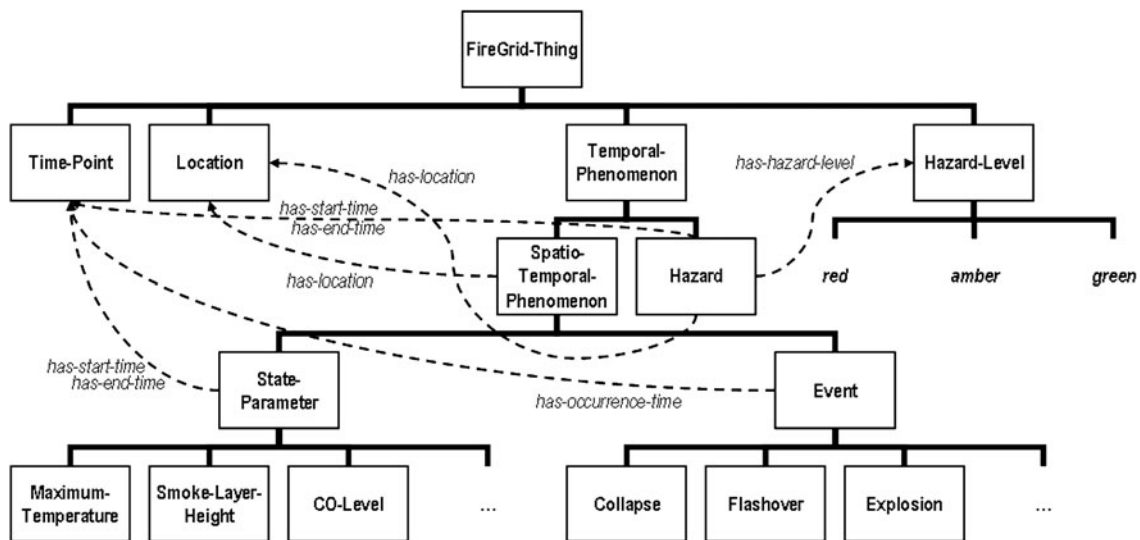 FireGrid-Thing
Time-Point
Location
Temporal-
Phenomenon
Hazard-Level
has-location
has-hazard-level
has-start-time
has-end-time
has-location
Spatio-
Temporal-
Phenomenon
Hazard
red
amber
green
has-start-time
has-end-time
State-
Parameter
has-occurrence-time
Event
Maximum-
Temperature
Smoke-Layer-
Height
CO-Level
...
Collapse
Flashover
Explosion
...